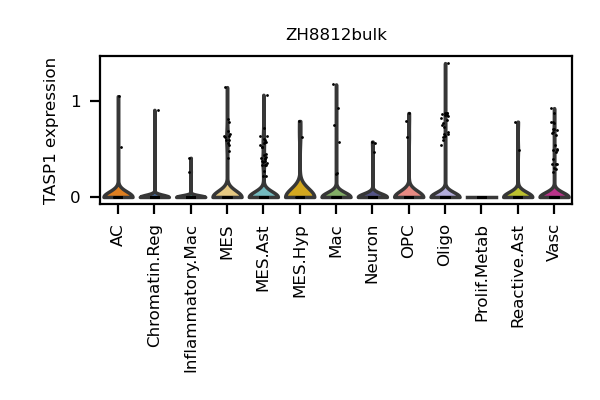 ZH8812bulk
TASP1 expression
1
0
AC
Chromatin.Reg
Inflammatory.Mac
MES
MES.Ast
MES.Hyp
Mac
Neuron
OPC
Oligo
Prolif.Metab
Reactive.Ast
Vasc